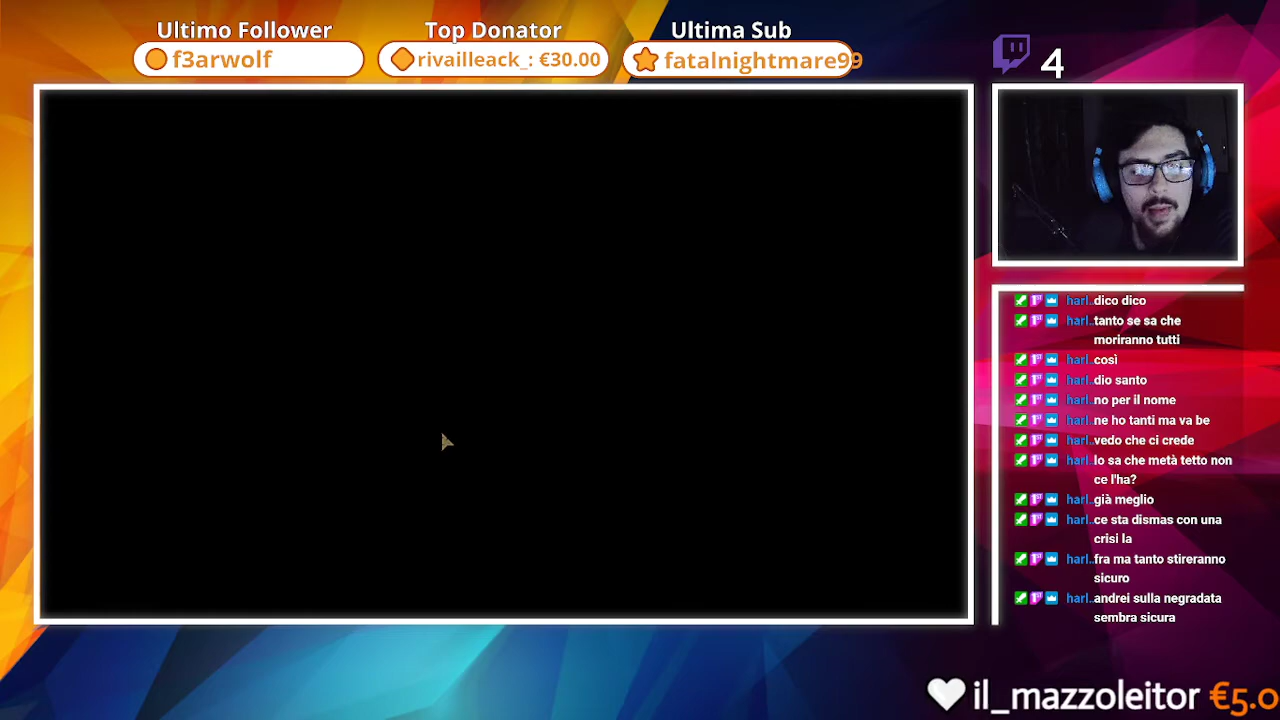 Ultimo Follower
Top Donator
Ultima Sub
f3arwolf
rivailleack_: €30.00
fatalnightmare99
4
harl..dico dico
harl..tanto se sa che
moriranno tutti
harl..così
harl..dio santo
harl..no per il nome
harl..ne ho tanti ma va be
harl..vedo che ci crede
harl..lo sa che metà tetto non
ce l'ha?
harl..già meglio
harl..ce sta dismas con una
crisi la
harl..fra ma tanto stireranno
sicuro
harl..andrei sulla negradata
sembra sicura
il_mazzoleitor €5.0